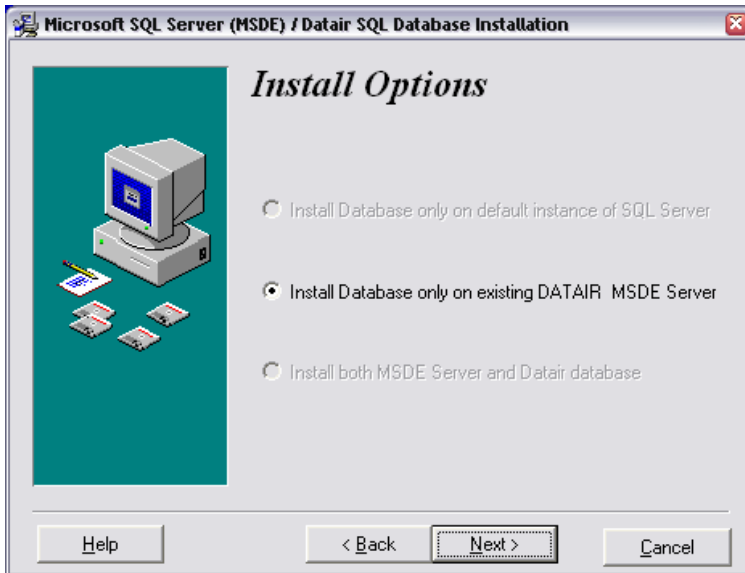 Microsoft SQL Server (MSDE) / Datair SQL Database Installation
Install Options
Install Database only on default instance of SQL Server
Install Database only on existing DATAIR MSDE Server
Install both MSDE Server and Datair database
Help
< Back
Next >
Cancel